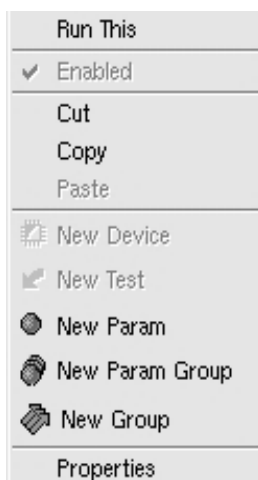 Run This
Enabled
Cut
Copy
Paste
New Device
New Test
New Param
New Param Group
New Group
Properties